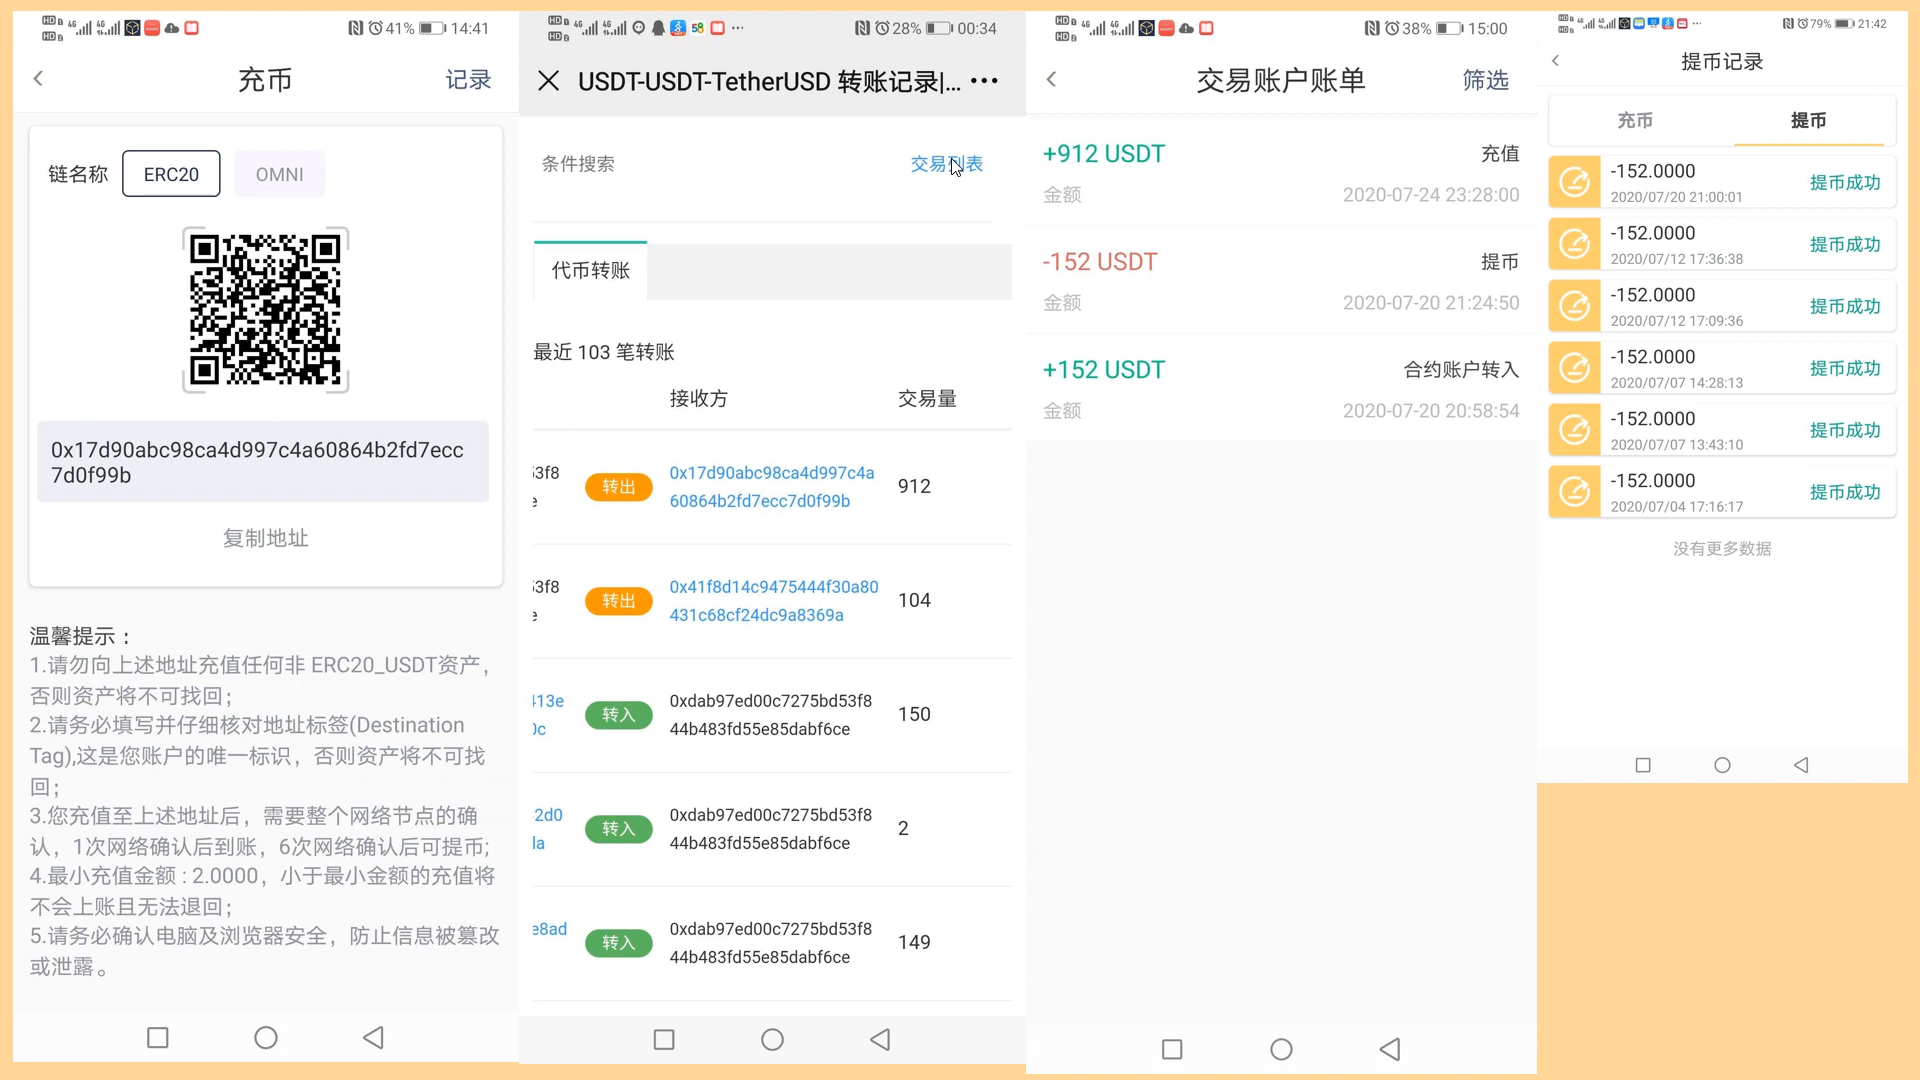 41% 14:41
充币
记录
链名称
ERC20
OMNI
0x17d90abc98ca4d997c4a60864b2fd7ecc
7d0f99b
复制地址
温馨提示：
1.请勿向上述地址充值任何非 ERC20_USDT资产，
否则资产将不可找回；
2.请务必填写并仔细核对地址标签(Destination
Tag),这是您账户的唯一标识，否则资产将不可找
回；
3.您充值至上述地址后，需要整个网络节点的确
认，1次网络确认后到账，6次网络确认后可提币；
4.最小充值金额 : 2.0000，小于最小金额的充值将
不会上账且无法退回；
5.请务必确认电脑及浏览器安全，防止信息被篡改
或泄露。
58
28% 00:34
USDT-USDT-TetherUSD 转账记录|...
条件搜索
交易列表
代币转账
最近 103 笔转账
接收方
交易量
53f8
e
转出
0x17d90abc98ca4d997c4a
60864b2fd7ecc7d0f99b
912
53f8
e
转出
0x41f8d14c9475444f30a80
431c68cf24dc9a8369a
104
413e
0c
转入
0xdab97ed00c7275bd53f8
44b483fd55e85dabf6ce
150
2d0
la
转入
0xdab97ed00c7275bd53f8
44b483fd55e85dabf6ce
2
e8ad
转入
0xdab97ed00c7275bd53f8
44b483fd55e85dabf6ce
149
38% 15:00
交易账户账单
筛选
+912 USDT
充值
金额
2020-07-24 23:28:00
-152 USDT
提币
金额
2020-07-20 21:24:50
+152 USDT
合约账户转入
金额
2020-07-20 20:58:54
79% 21:42
提币记录
充币
提币
-152.0000
2020/07/20 21:00:01
提币成功
-152.0000
2020/07/12 17:36:38
提币成功
-152.0000
2020/07/12 17:09:36
提币成功
-152.0000
2020/07/07 14:28:13
提币成功
-152.0000
2020/07/07 13:43:10
提币成功
-152.0000
2020/07/04 17:16:17
提币成功
没有更多数据